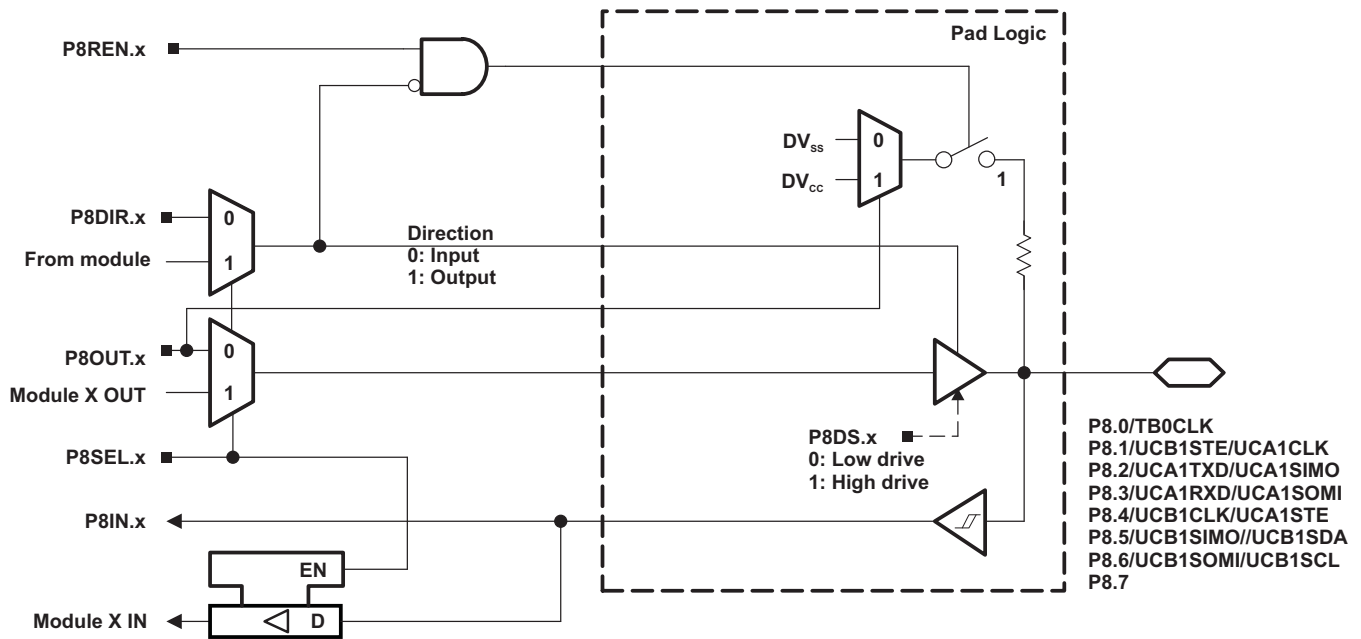 Pad Logic
P8REN.x
DVSS
0
DVCC
1
1
P8DIR.x
0
From module
1
Direction
0: Input
1: Output
P8OUT.x
0
Module X OUT
1
P8SEL.x
P8DS.x
0: Low drive
1: High drive
P8.0/TB0CLK
P8.1/UCB1STE/UCA1CLK
P8.2/UCA1TXD/UCA1SIMO
P8.3/UCA1RXD/UCA1SOMI
P8.4/UCB1CLK/UCA1STE
P8.5/UCB1SIMO//UCB1SDA
P8.6/UCB1SOMI/UCB1SCL
P8.7
P8IN.x
EN
Module X IN
D